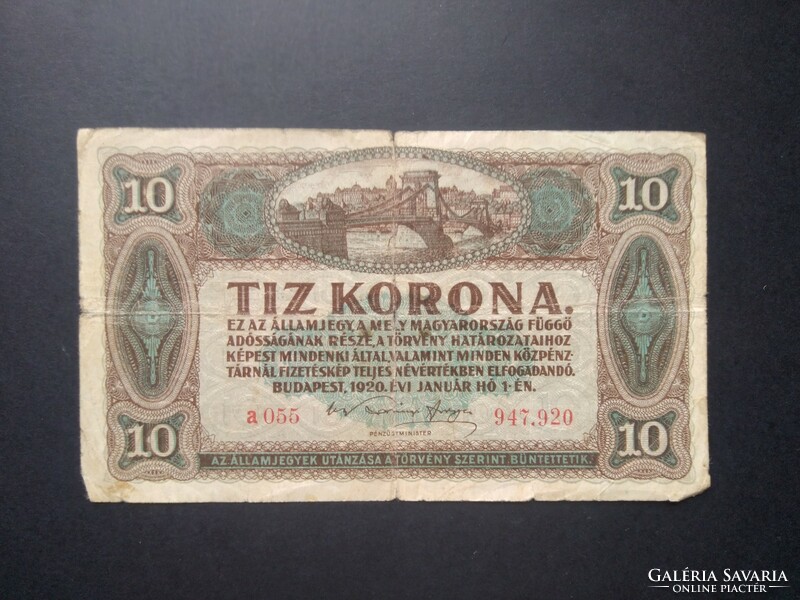 10 10
TIZ KORONA.
EZ AZ ÁLLAMJEGY, A MELY MAGYARORSZÁG FÜGGŐ
ADÓSSÁGÁNAK RÉSZE, A TÖRVÉNY HATÁROZATAIHOZ
KÉPEST MINDENKI ÁLTAL, VALAMINT MINDEN KÖZPÉNZ-
TÁRNÁL FIZETÉSKÉP TELJES NÉVÉRTÉKBEN ELFOGADANDÓ.
BUDAPEST, 1920. ÉVI JANUÁR HÓ 1-ÉN.
a 055 947.920
PÉNZÜGYMINISTER
10 10
AZ ÁLLAMJEGYEK UTÁNZÁSA A TÖRVÉNY SZERINT BÜNTETTETIK.
GALÉRIA SAVARIA
ONLINE PIACTÉR